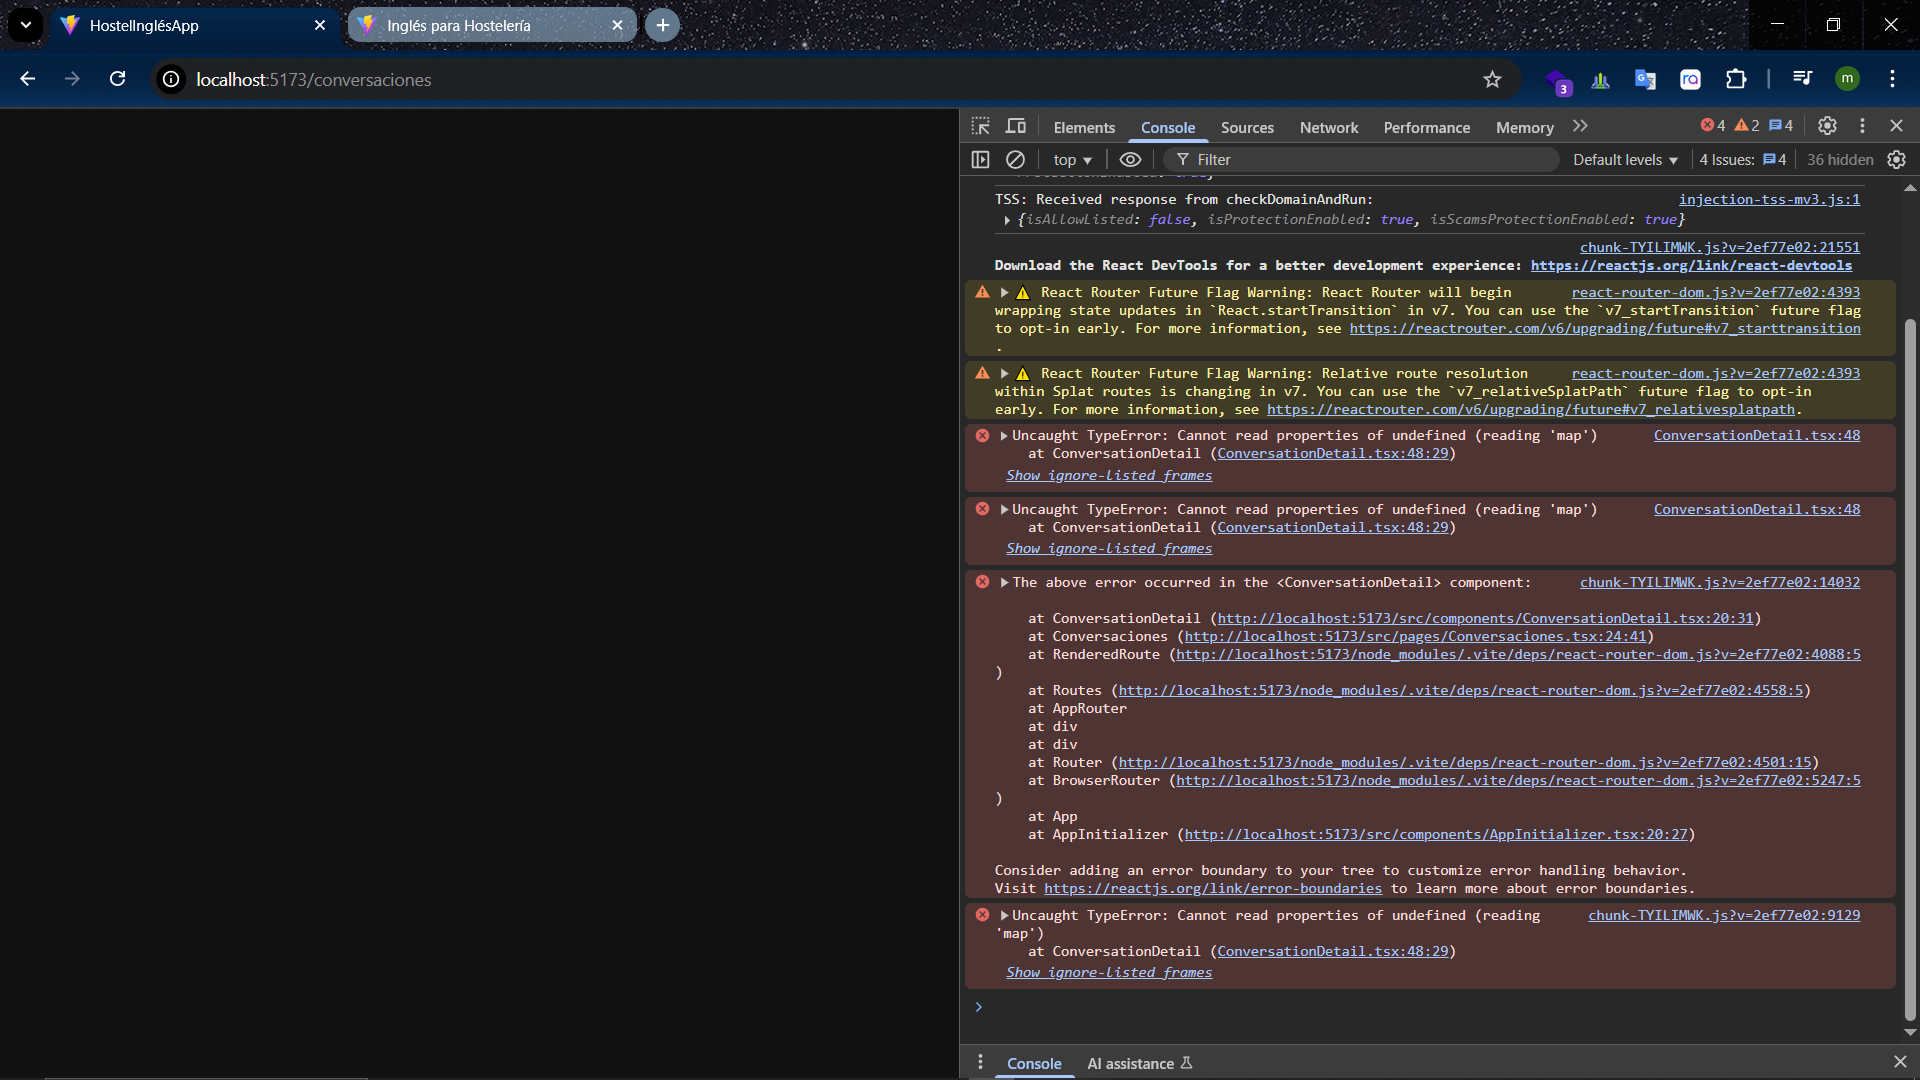 HostelInglésApp
Inglés para Hostelería
localhost:5173/conversaciones
3
m
Elements
Console
Sources
Network
Performance
Memory
4
2
4
top
Filter
Default levels
4 Issues:
4
36 hidden
TSS: Received response from checkDomainAndRun:
injection-tss-mv3.js:1
{isAllowListed: false, isProtectionEnabled: true, isScamsProtectionEnabled: true}
chunk-TYILIMWK.js?v=2ef77e02:21551
Download the React DevTools for a better development experience: https://reactjs.org/link/react-devtools
⚠️ React Router Future Flag Warning: React Router will begin
react-router-dom.js?v=2ef77e02:4393
wrapping state updates in `React.startTransition` in v7. You can use the `v7_startTransition` future flag
to opt-in early. For more information, see https://reactrouter.com/v6/upgrading/future#v7_starttransition
.
⚠️ React Router Future Flag Warning: Relative route resolution
react-router-dom.js?v=2ef77e02:4393
within Splat routes is changing in v7. You can use the `v7_relativeSplatPath` future flag to opt-in
early. For more information, see https://reactrouter.com/v6/upgrading/future#v7_relativesplatpath.
Uncaught TypeError: Cannot read properties of undefined (reading 'map')
ConversationDetail.tsx:48
at ConversationDetail (ConversationDetail.tsx:48:29)
Show ignore-listed frames
Uncaught TypeError: Cannot read properties of undefined (reading 'map')
ConversationDetail.tsx:48
at ConversationDetail (ConversationDetail.tsx:48:29)
Show ignore-listed frames
The above error occurred in the <ConversationDetail> component:
chunk-TYILIMWK.js?v=2ef77e02:14032
at ConversationDetail (http://localhost:5173/src/components/ConversationDetail.tsx:20:31)
at Conversaciones (http://localhost:5173/src/pages/Conversaciones.tsx:24:41)
at RenderedRoute (http://localhost:5173/node_modules/.vite/deps/react-router-dom.js?v=2ef77e02:4088:5
)
at Routes (http://localhost:5173/node_modules/.vite/deps/react-router-dom.js?v=2ef77e02:4558:5)
at AppRouter
at div
at div
at Router (http://localhost:5173/node_modules/.vite/deps/react-router-dom.js?v=2ef77e02:4501:15)
at BrowserRouter (http://localhost:5173/node_modules/.vite/deps/react-router-dom.js?v=2ef77e02:5247:5
)
at App
at AppInitializer (http://localhost:5173/src/components/AppInitializer.tsx:20:27)
Consider adding an error boundary to your tree to customize error handling behavior.
Visit https://reactjs.org/link/error-boundaries to learn more about error boundaries.
Uncaught TypeError: Cannot read properties of undefined (reading
chunk-TYILIMWK.js?v=2ef77e02:9129
'map')
at ConversationDetail (ConversationDetail.tsx:48:29)
Show ignore-listed frames
Console
AI assistance